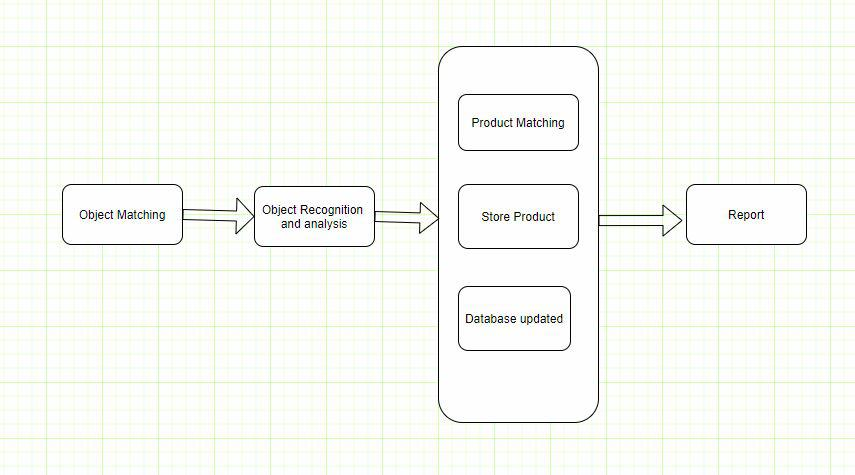 Object Matching
Object Recognition
and analysis
Product Matching
Store Product
Database updated
Report